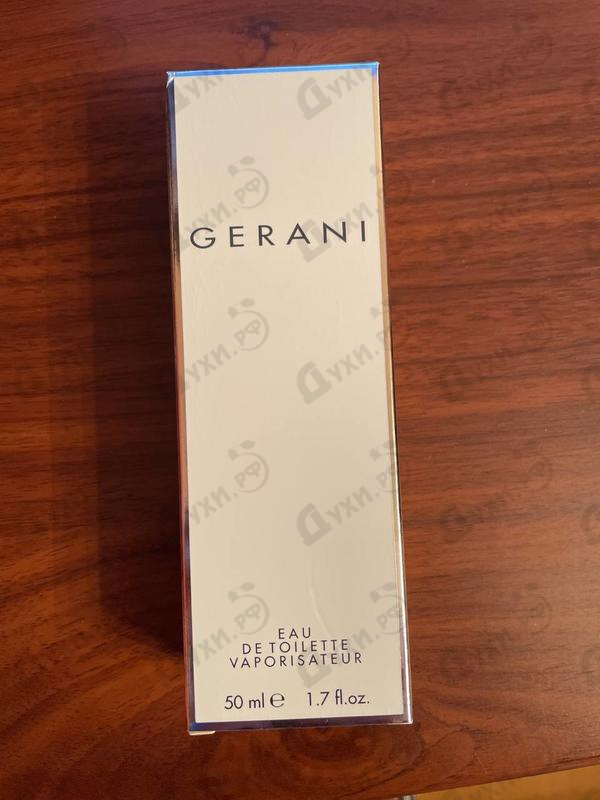 GERANI
EAU
DE TOILETTE
VAPORISATEUR
50 ml ℮ 1.7 fl.oz.
Духи.рф